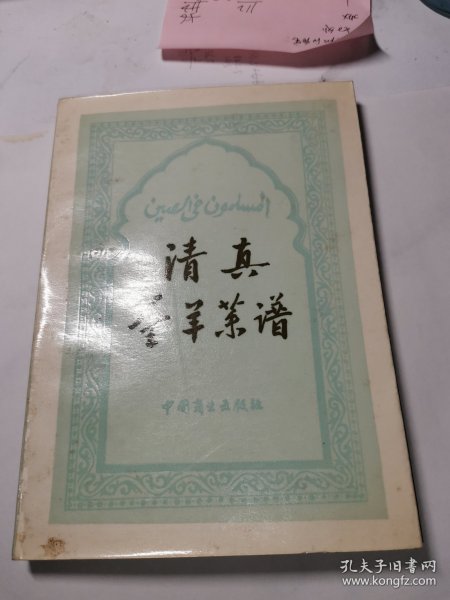 المسلمون في الصين
清真
全羊菜谱
中国商业出版社
孔夫子旧书网
www.kongfz.com